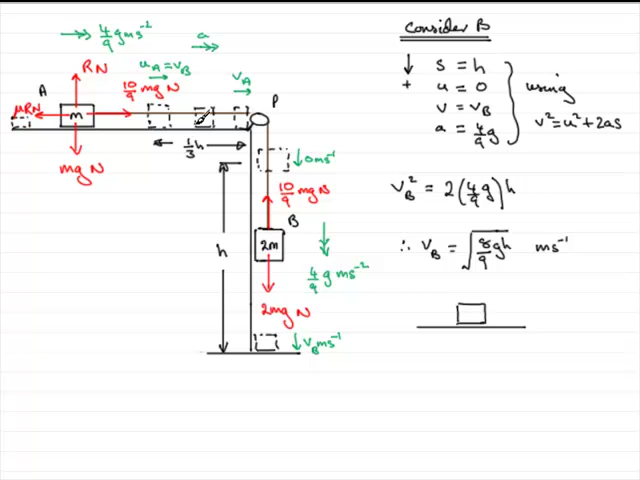 4/9 g ms⁻²
a
u_A = v_B
v_A
RN
10/9 mg N
P
A
μRN
m
mg N
1/3 h
0 ms⁻¹
10/9 mg N
B
h
2m
4/9 g ms⁻²
2mg N
v_B ms⁻¹
Consider B
↓ s = h
+ u = 0
v = v_B
a = 4/9 g
using
v² = u² + 2as
v_B² = 2(4/9 g)h
∴ v_B = √(8/9 gh) ms⁻¹